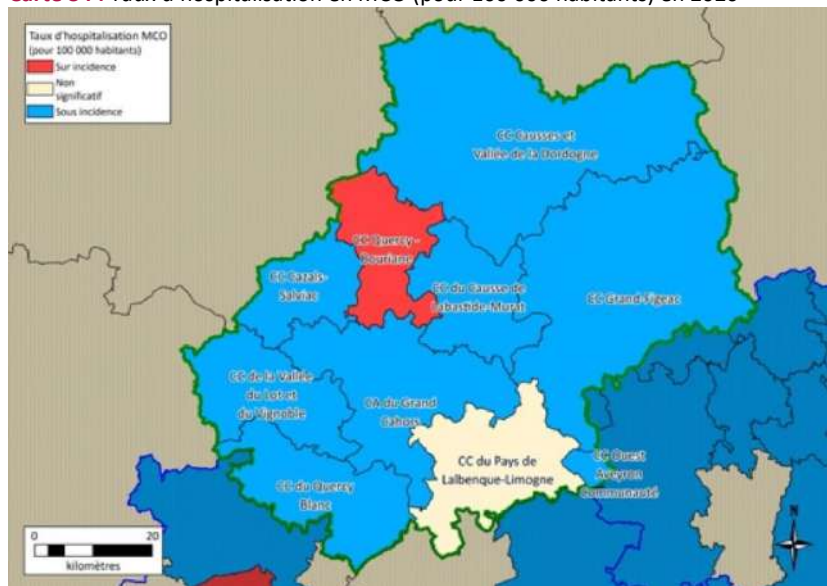 Taux d'hospitalisation MCO
(pour 100 000 habitants)
Sur incidence
Non
significatif
Sous incidence
CC Causses et
Vallée de la Dordogne
CC Quercy -
Bouriane
CC Cazals-
Salviac
CC du Causse de
Labastide-Murat
CC Grand-Figeac
CC de la Vallée
du Lot et
du Vignoble
CA du Grand
Cahors
CC du Pays de
Lalbenque-Limogne
CC Ouest
Aveyron
Communauté
CC du Quercy
Blanc
0 20
kilomètres
N